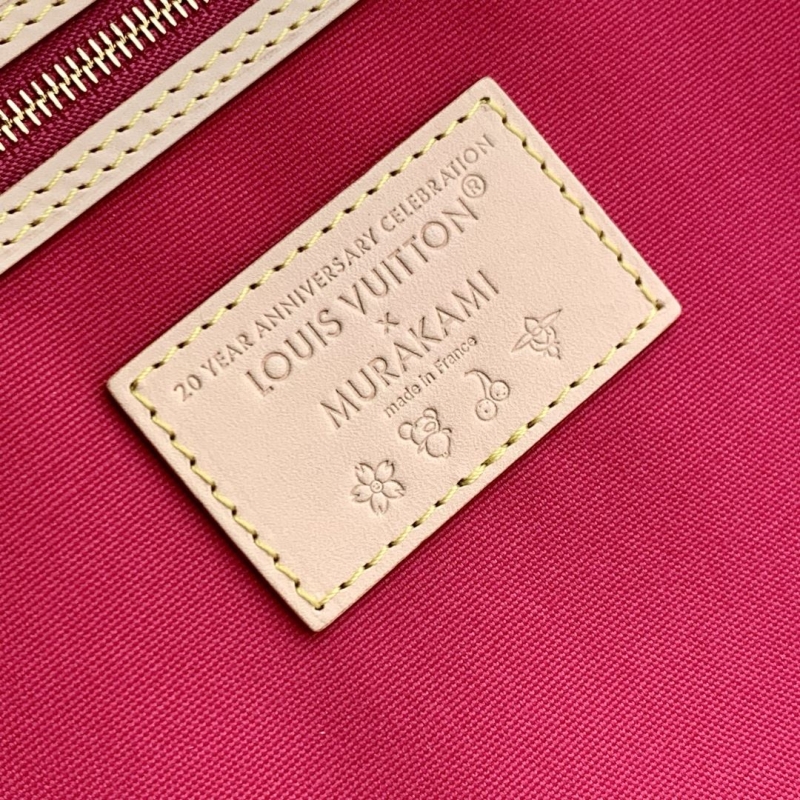 20 YEAR ANNIVERSARY CELEBRATION
LOUIS VUITTON®
x
MURAKAMI
made in France